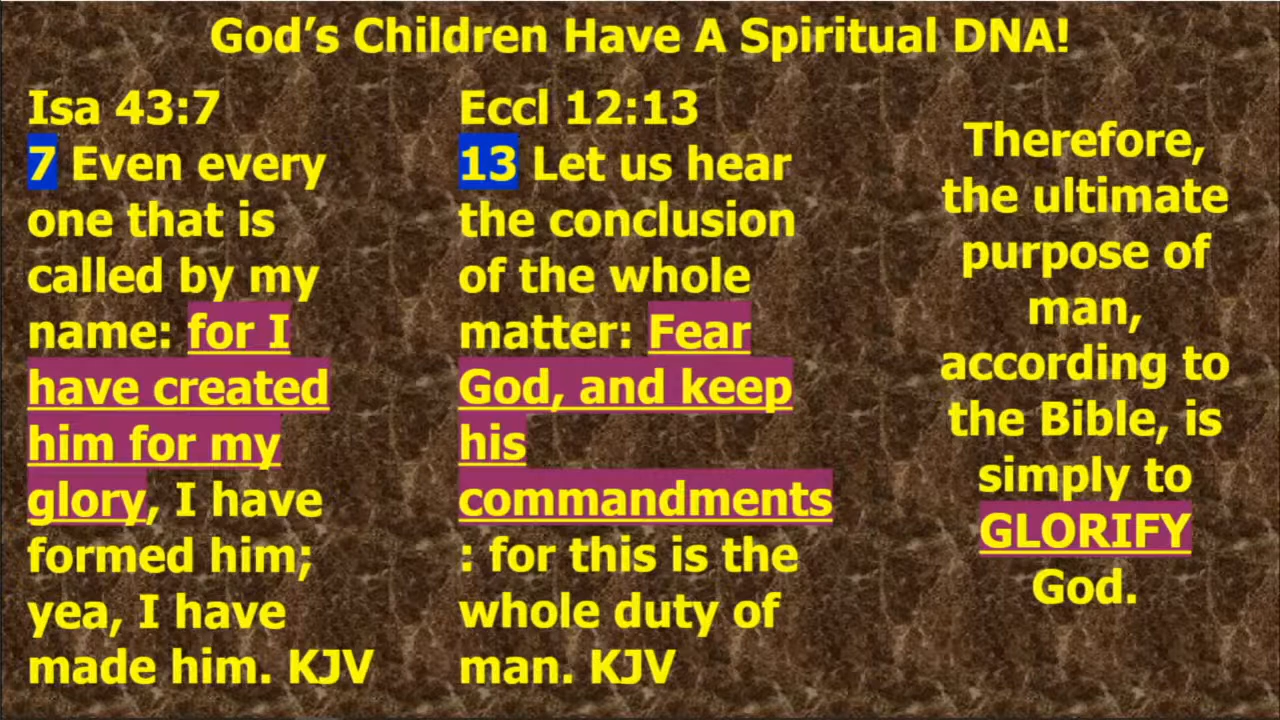 God's Children Have A Spiritual DNA!
Isa 43:7
7 Even every
one that is
called by my
name: for I
have created
him for my
glory, I have
formed him;
yea, I have
made him. KJV
Eccl 12:13
13 Let us hear
the conclusion
of the whole
matter: Fear
God, and keep
his
commandments
: for this is the
whole duty of
man. KJV
Therefore,
the ultimate
purpose of
man,
according to
the Bible, is
simply to
GLORIFY
God.